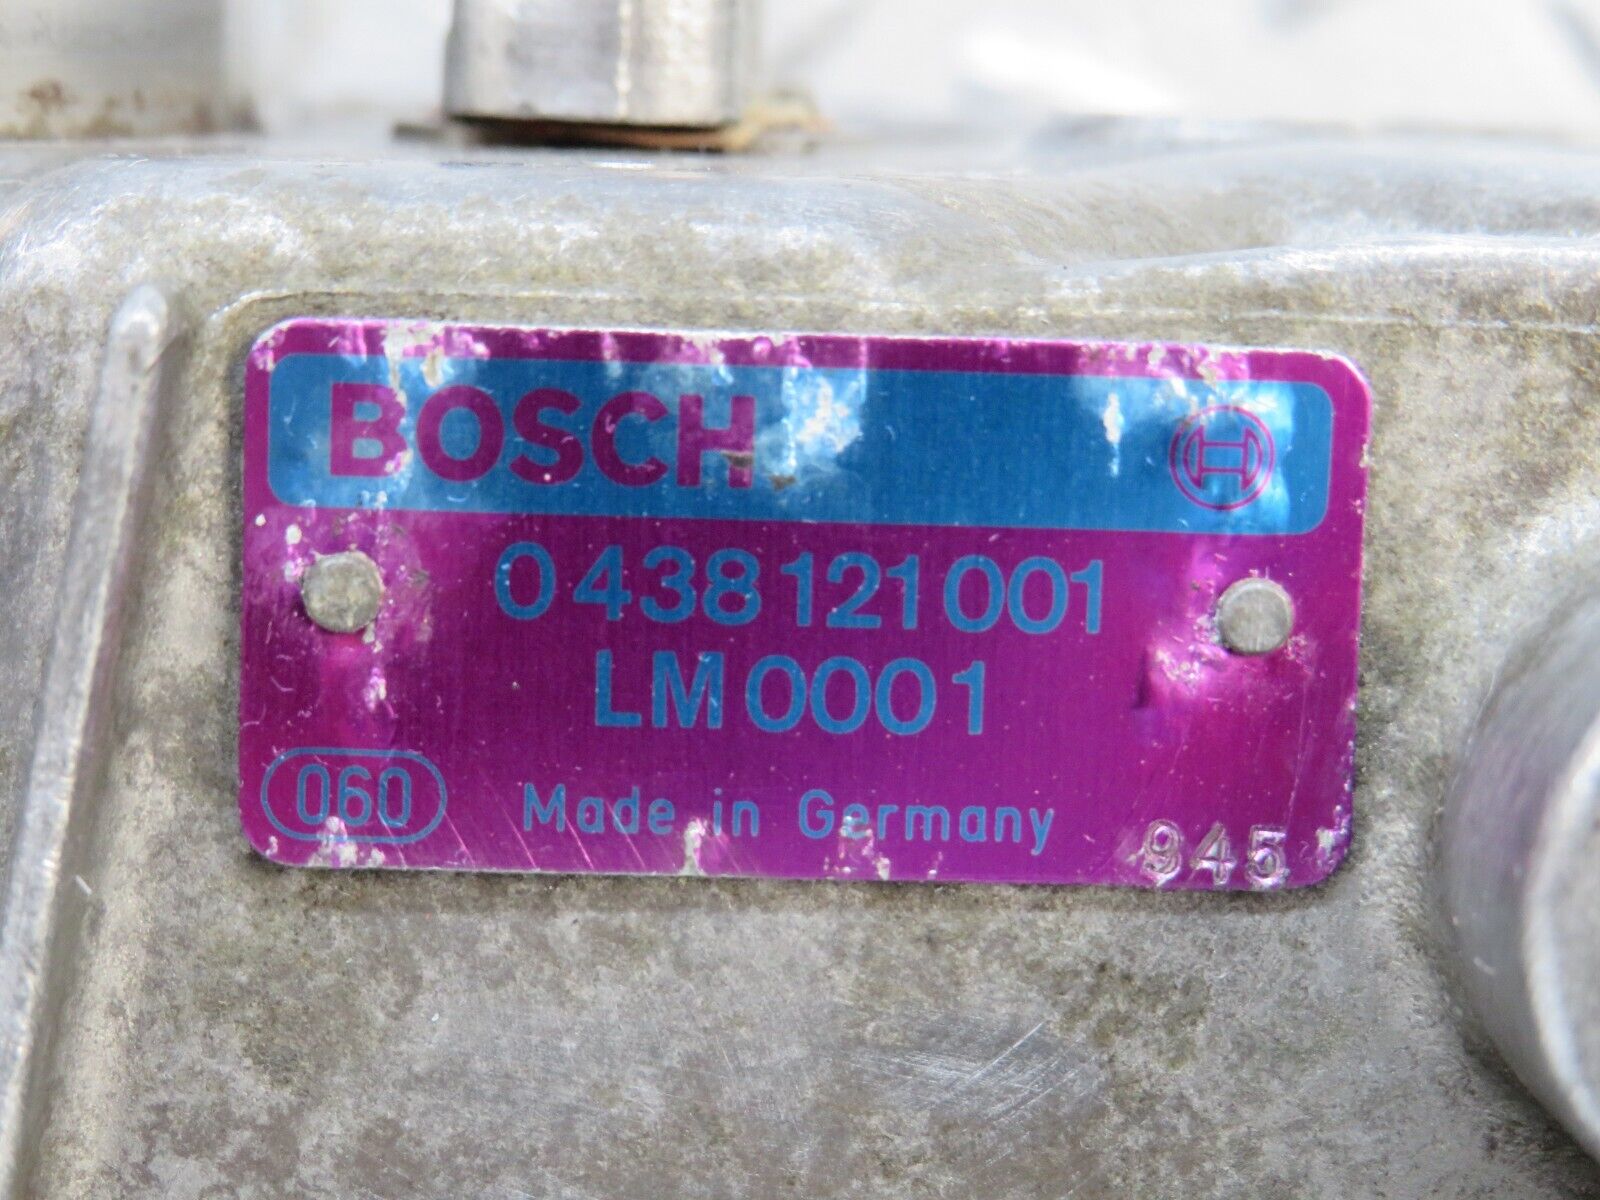 BOSCH
0 438 121 001
LM 0001
060 Made in Germany
945